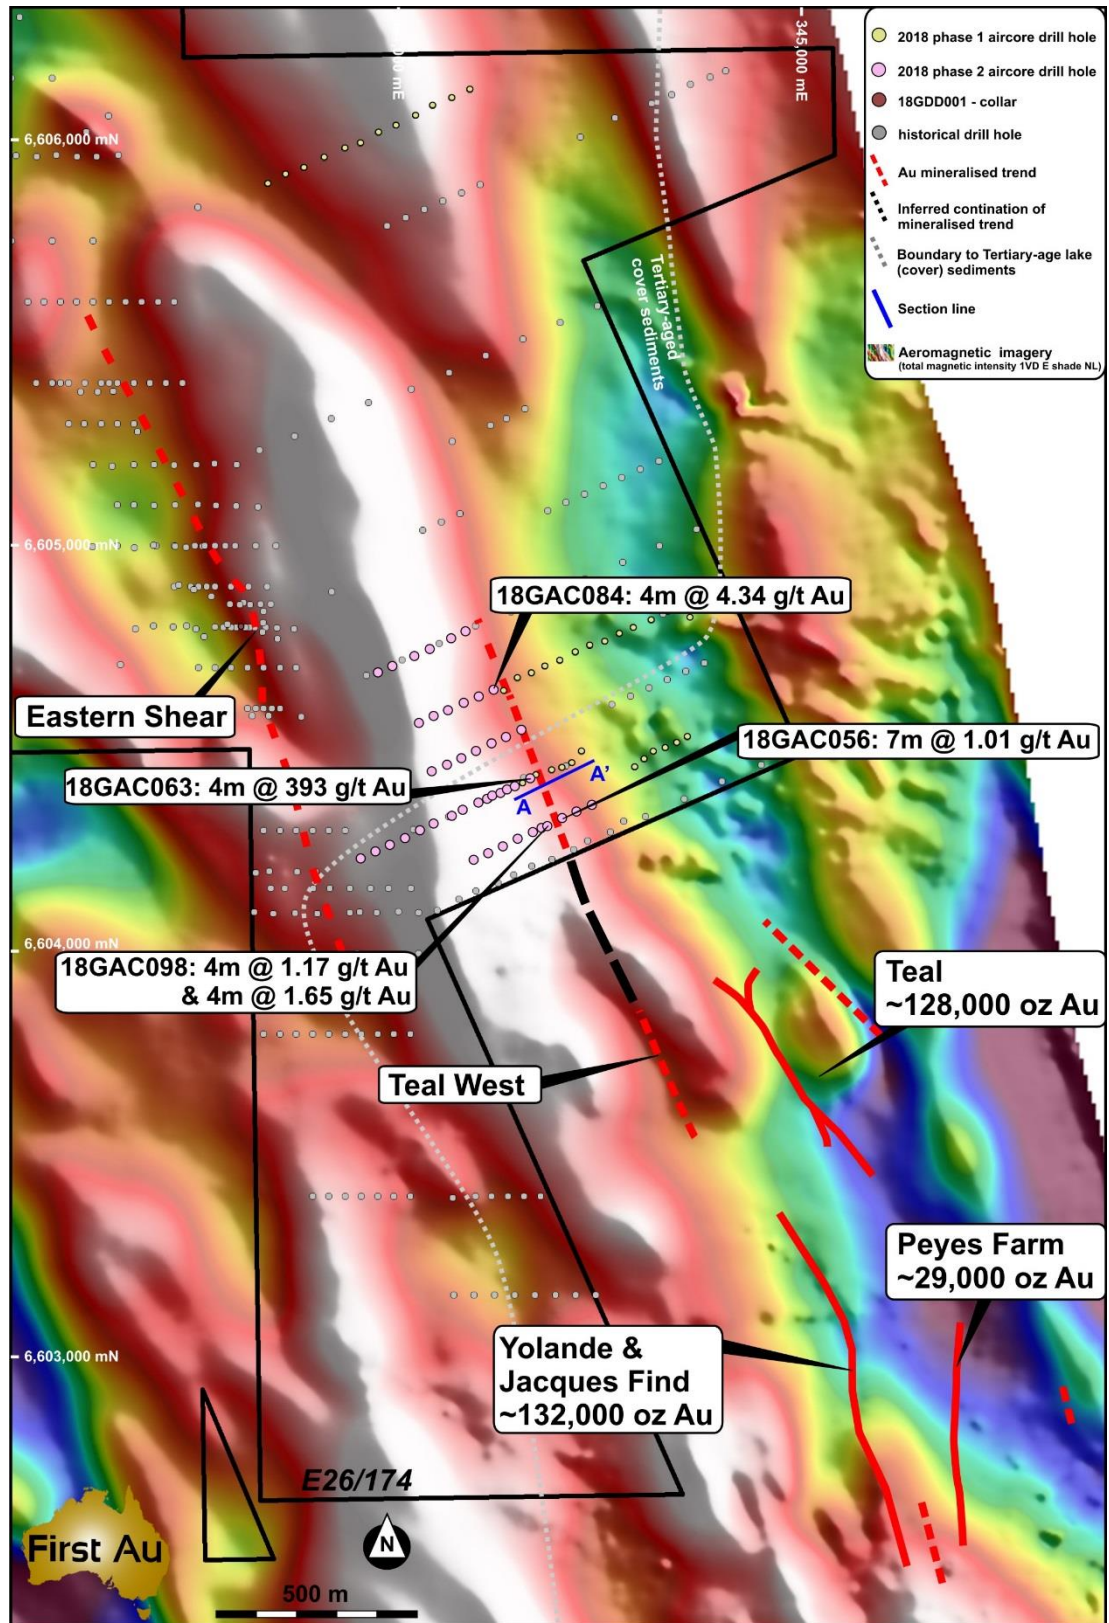 2018 phase 1 aircore drill hole
2018 phase 2 aircore drill hole
18GDD001 - collar
historical drill hole
Au mineralised trend
Inferred contination of
mineralised trend
Boundary to Tertiary-age lake
(cover) sediments
Section line
Aeromagnetic imagery
(total magnetic intensity 1VD E shade NL)
345,000 mE
6,606,000 mN
Tertiary-aged
cover sediments
6,605,000 mN
18GAC084: 4m @ 4.34 g/t Au
Eastern Shear
18GAC056: 7m @ 1.01 g/t Au
18GAC063: 4m @ 393 g/t Au
A
A'
6,604,000 mN
18GAC098: 4m @ 1.17 g/t Au
& 4m @ 1.65 g/t Au
Teal
~128,000 oz Au
Teal West
Peyes Farm
~29,000 oz Au
Yolande &
Jacques Find
~132,000 oz Au
6,603,000 mN
E26/174
First Au
N
500 m